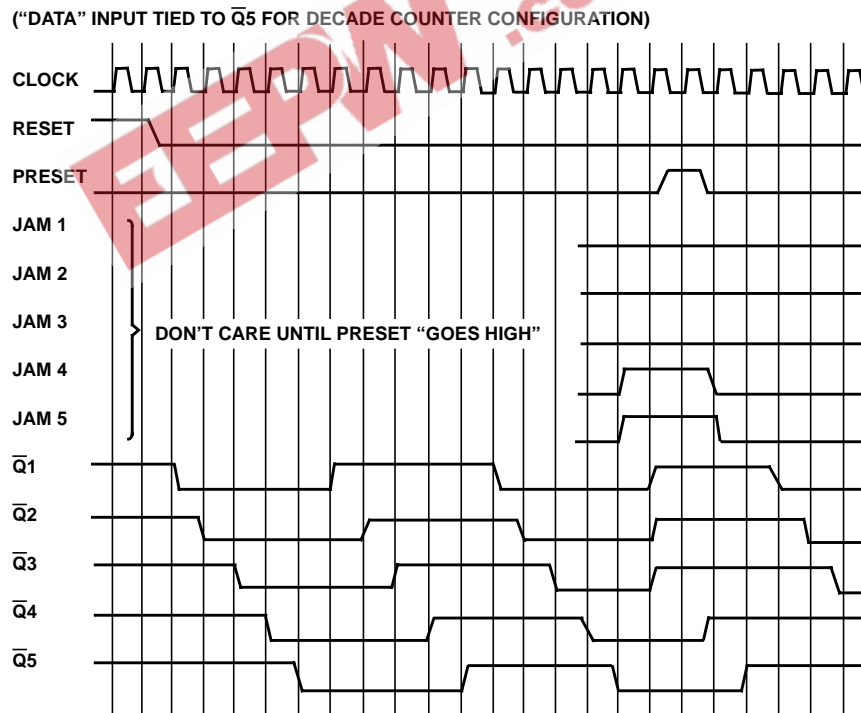 ("DATA" INPUT TIED TO Q̅5 FOR DECADE COUNTER CONFIGURATION)
CLOCK
RESET
PRESET
JAM 1
JAM 2
JAM 3
DON'T CARE UNTIL PRESET "GOES HIGH"
JAM 4
JAM 5
Q̅1
Q̅2
Q̅3
Q̅4
Q̅5
EEPW